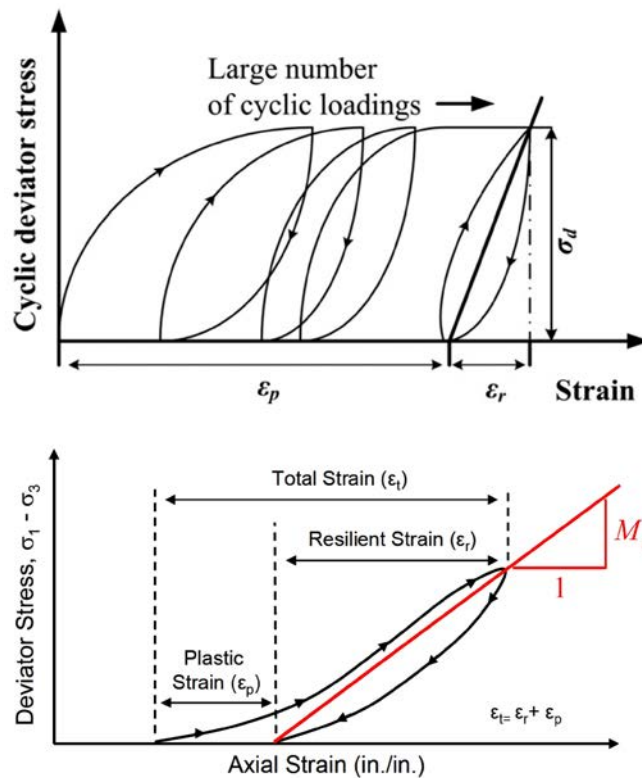 Large number
of cyclic loadings
Cyclic deviator stress
σd
εp
εr
Strain
Total Strain (εt)
Resilient Strain (εr)
M
1
Plastic
Strain (εp)
Deviator Stress, σ1 - σ3
εt= εr + εp
Axial Strain (in./in.)